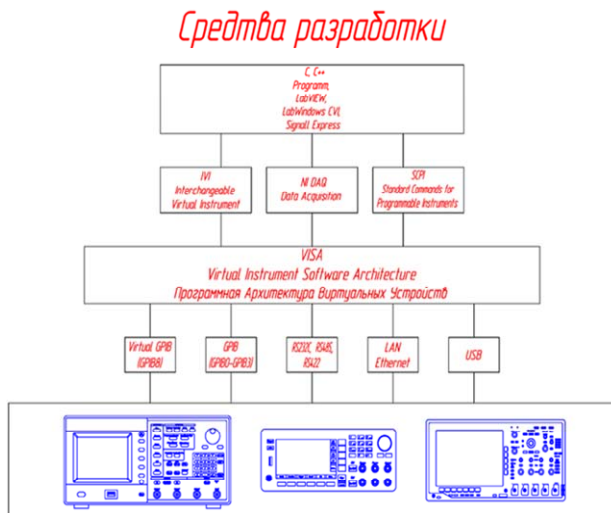 Средтва разработки
C, C++
Programm,
LabVIEW,
LabWindows CVI,
Signall Express
IVI
Interchangeable
Virtual Instrument
NI DAQ
Data Acquisition
SCPI
Standard Commands for
Programmable Instruments
VISA
Virtual Instrument Software Architecture
Программная Архитектура Виртуальных Устройств
Virtual GPIB
(GPIB8)
GPIB
(GPIB0-GPIB3)
RS232C, RS485,
RS422
LAN
Ethernet
USB